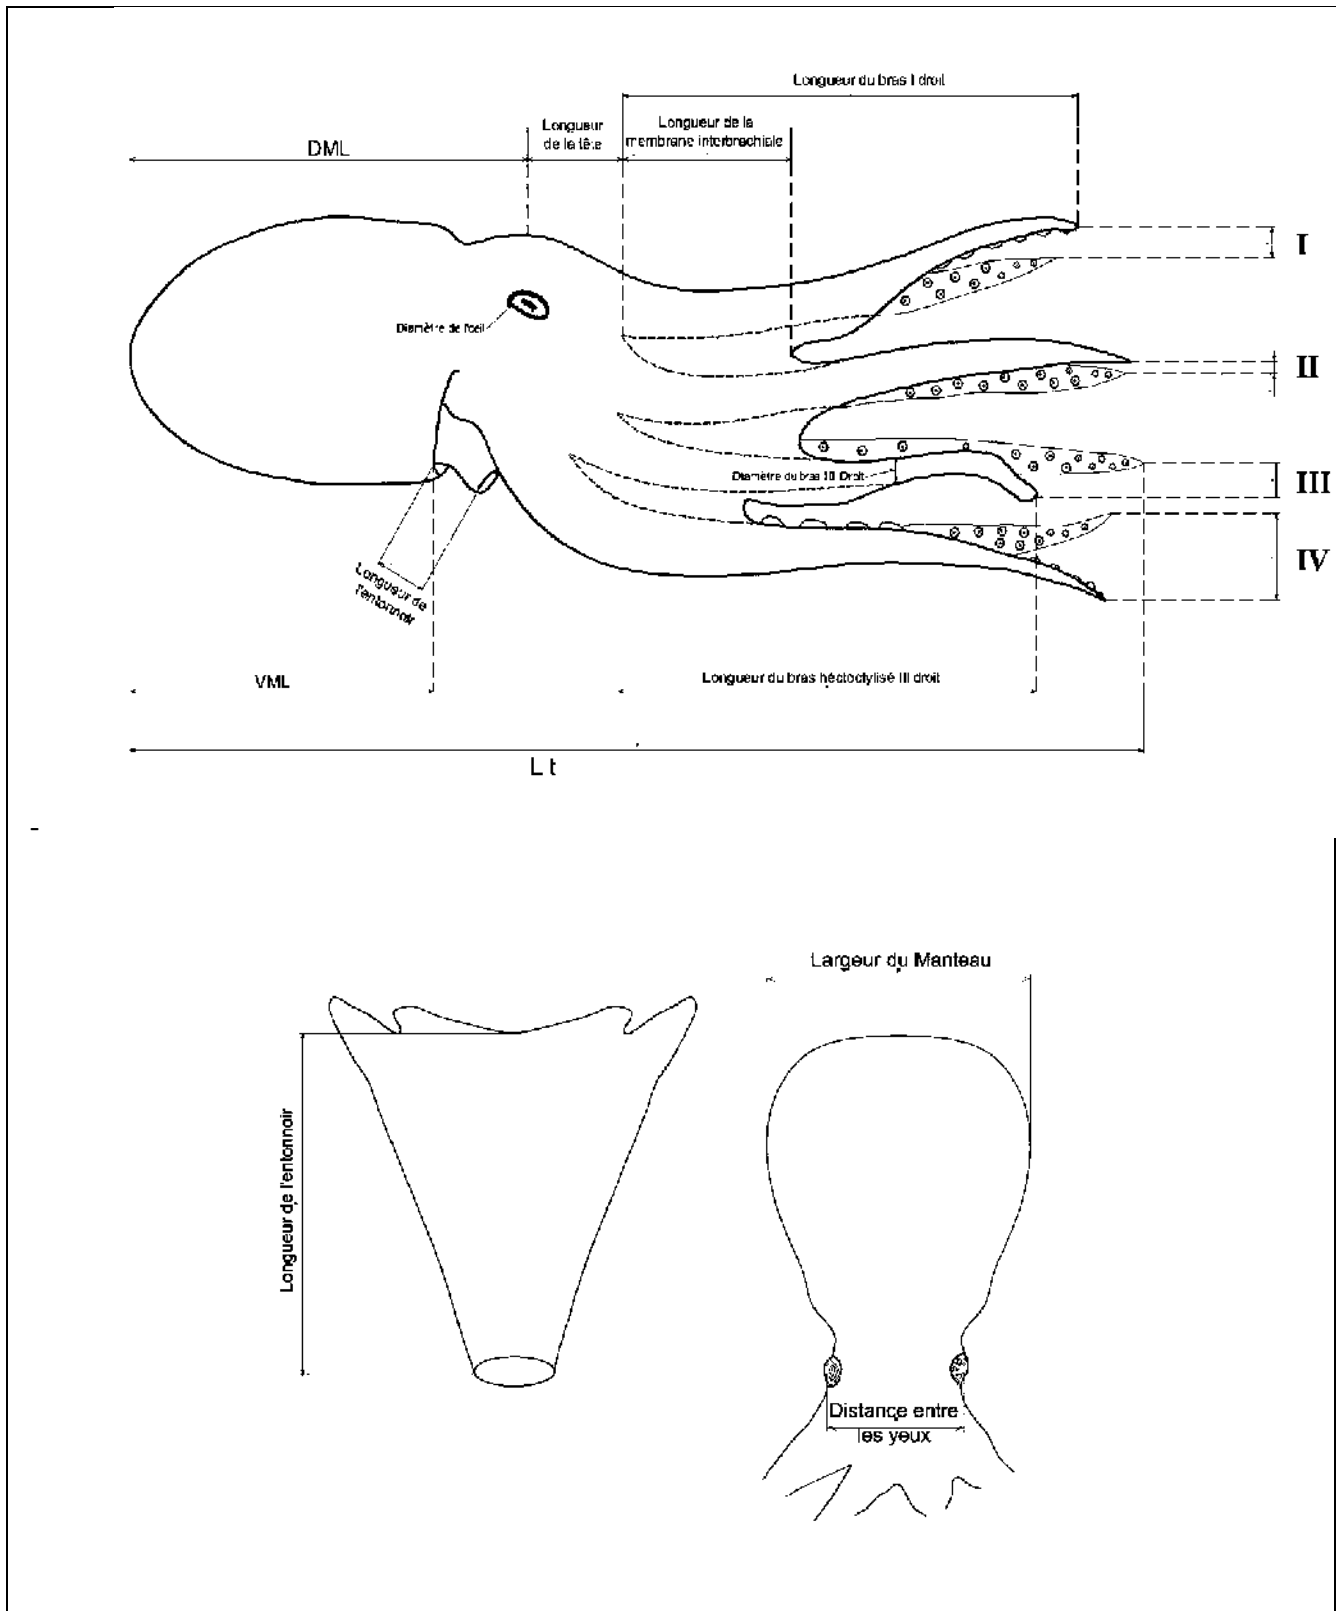 Longueur du bras I droit
Longueur
de la tête
Longueur de la
membrane interbrachiale
DML
I
Diamètre de l'oeil
II
Diamètre du bras III Droit
III
IV
Longueur de
l'entonnoir
VML
Longueur du bras héctoctylisé III droit
L t
-
Largeur du Manteau
Longueur de l'entonnoir
Distance entre
les yeux